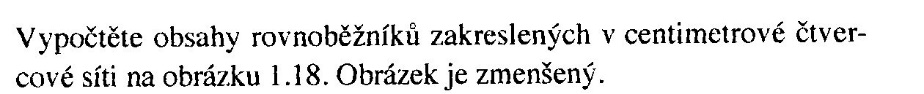 Vypočtěte obsahy rovnoběžníků zakreslených v centimetrové čtver-
cové síti na obrázku 1.18. Obrázek je zmenšený.